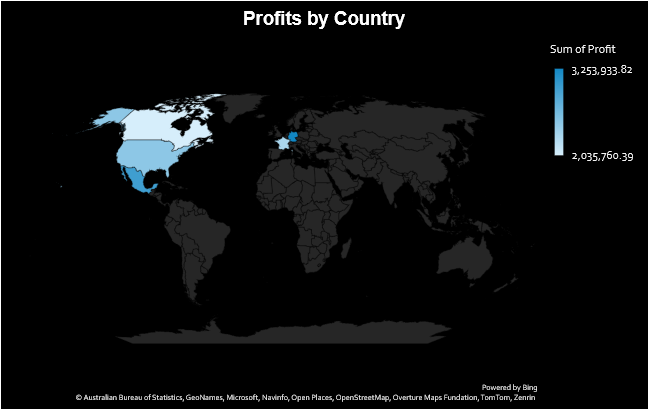 Profits by Country
Sum of Profit
3,253,933.82
2,035,760.39
Powered by Bing
© Australian Bureau of Statistics, GeoNames, Microsoft, Navinfo, Open Places, OpenStreetMap, Overture Maps Fundation, TomTom, Zenrin